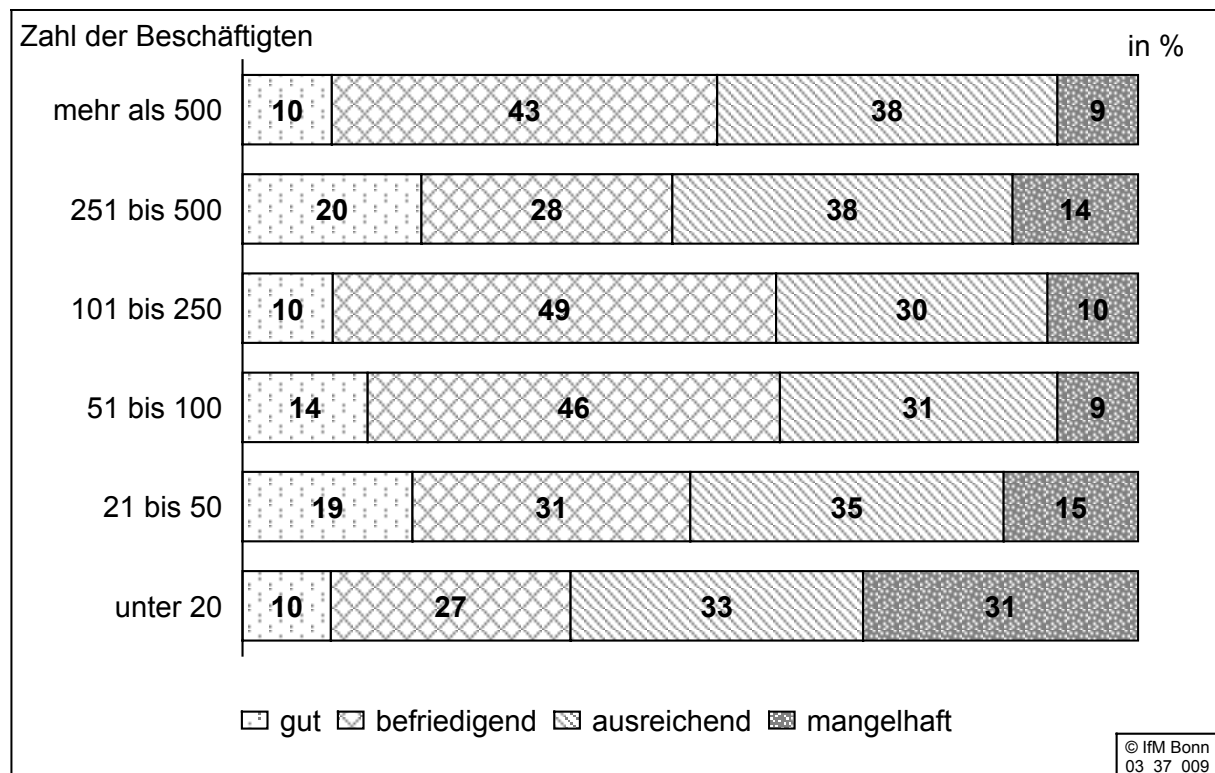 Zahl der Beschäftigten
in %
mehr als 500 10 43 38 9
251 bis 500 20 28 38 14
101 bis 250 10 49 30 10
51 bis 100 14 46 31 9
21 bis 50 19 31 35 15
unter 20 10 27 33 31
gut befriedigend ausreichend mangelhaft
© IfM Bonn
03 37 009